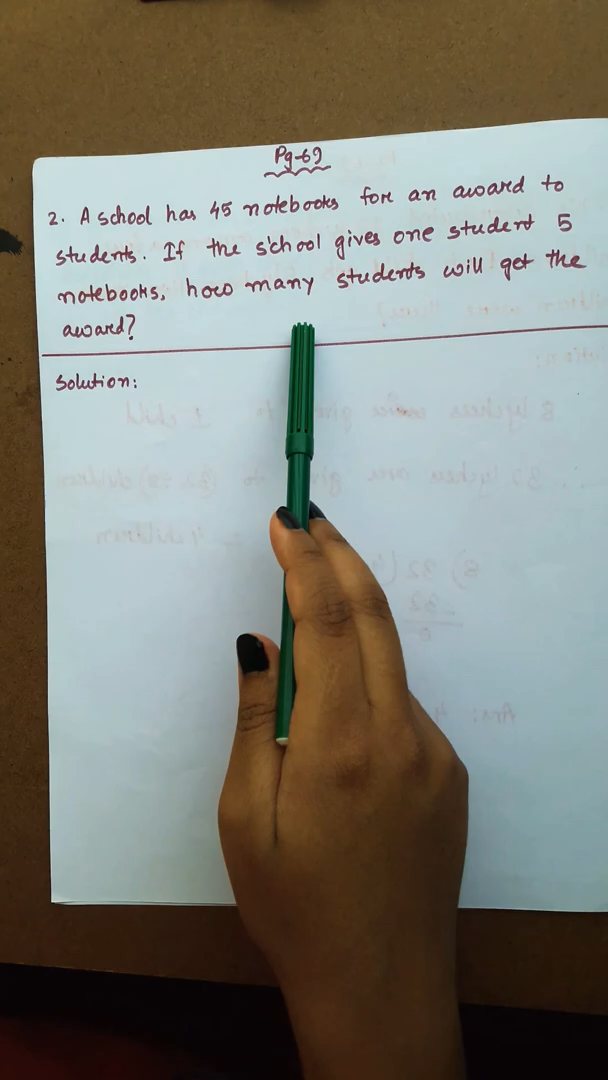 Pg-69
2. A school has 45 notebooks for an award to
students. If the school gives one student 5
notebooks, how many students will get the
award?
Solution: